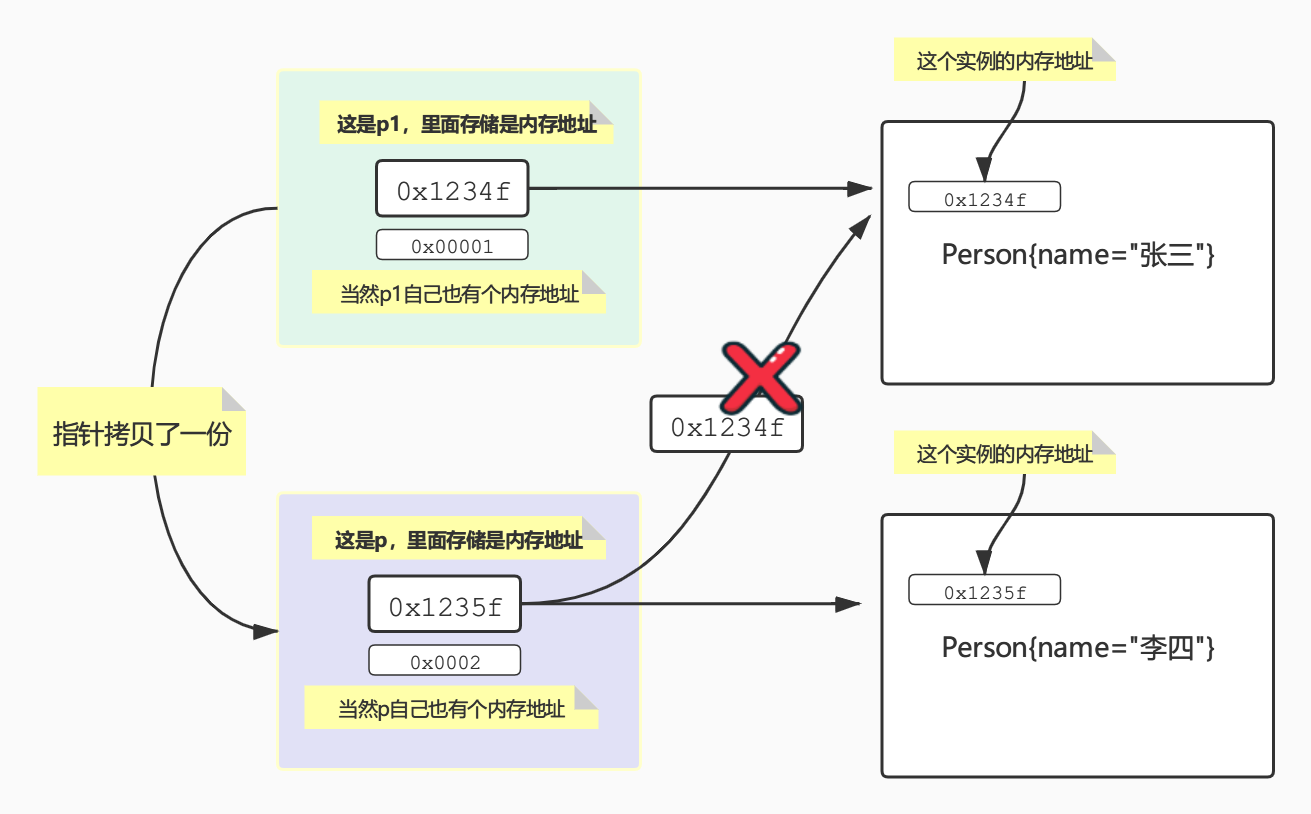 这个实例的内存地址
这是p1，里面存储是内存地址
0x1234f
0x00001
当然p1自己也有个内存地址
0x1234f
Person{name="张三"}
指针拷贝了一份
0x1234f
这个实例的内存地址
这是p，里面存储是内存地址
0x1235f
0x0002
当然p自己也有个内存地址
0x1235f
Person{name="李四"}